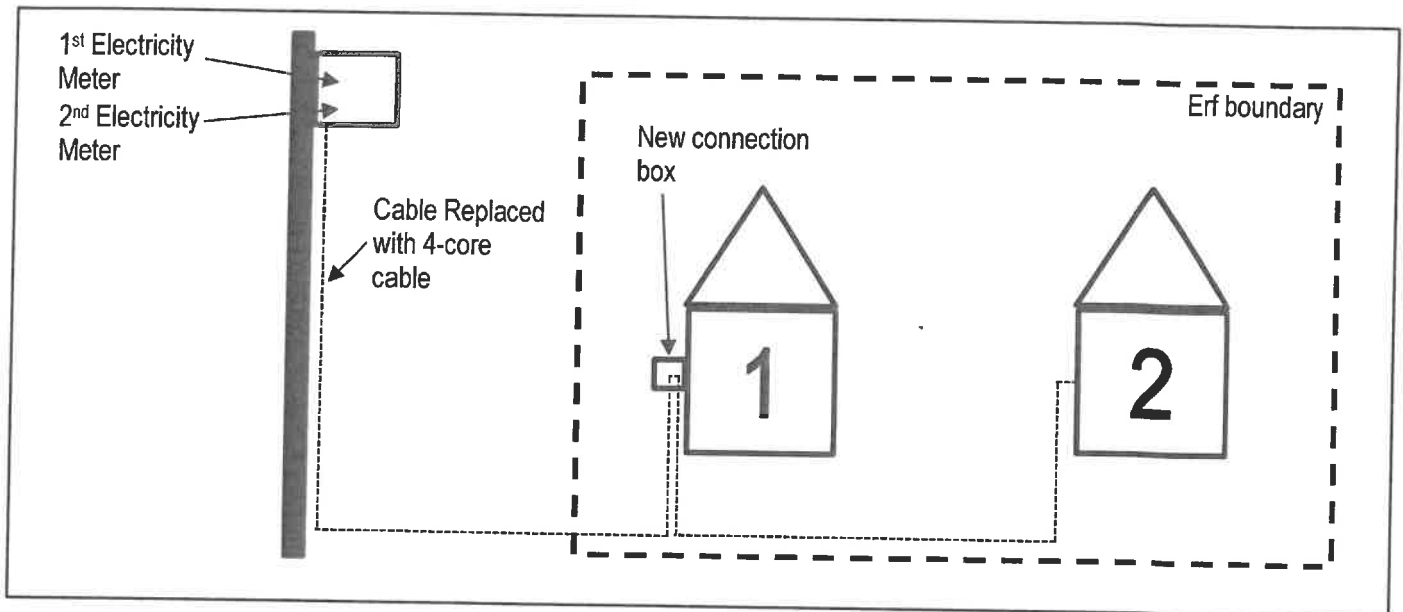 1st Electricity
Meter
2nd Electricity
Meter
Erf boundary
New connection
box
Cable Replaced
with 4-core
cable
1
2